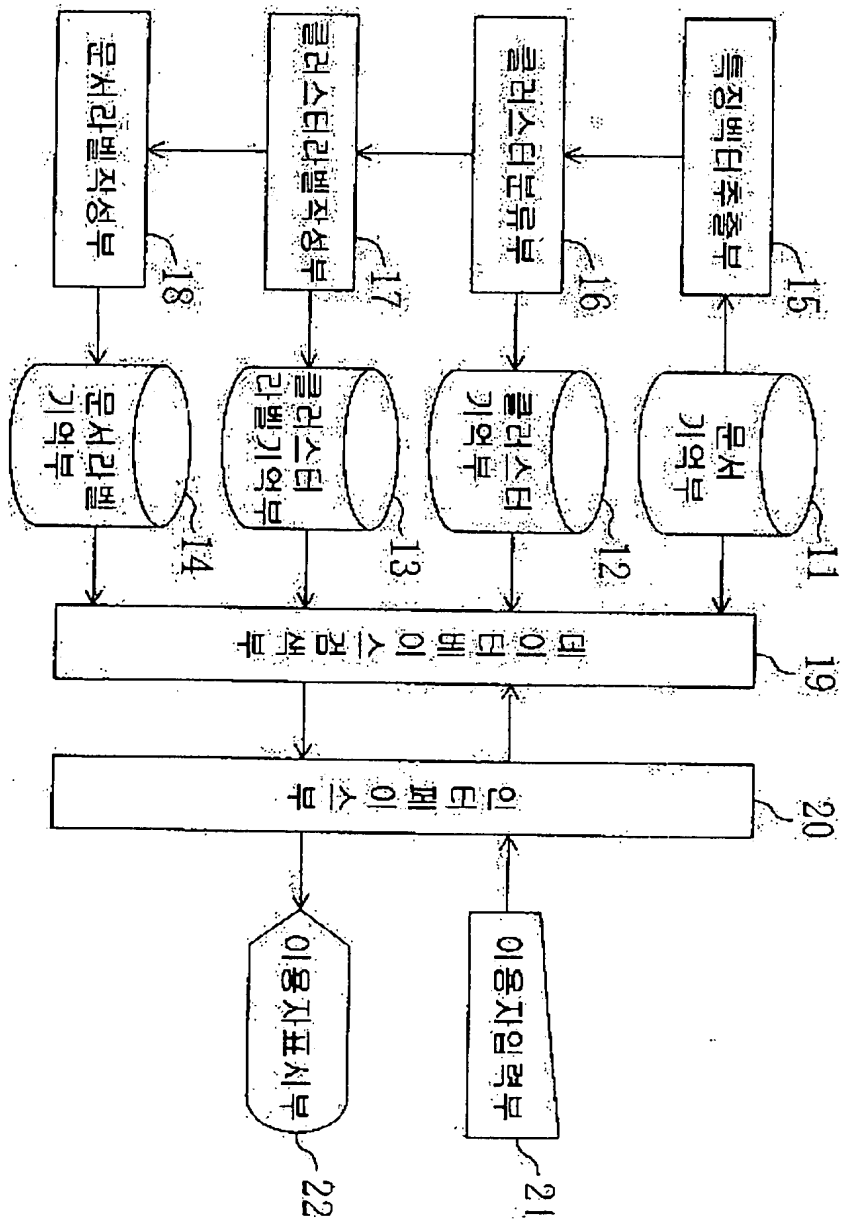 특징벡터추출부
15
클러스터분류부
16
클러스터라벨작성부
17
문서라벨작성부
18
문서
기억부
11
클러스터
기억부
12
클러스터
라벨기억부
13
문서라벨
기억부
14
데이터베이스검색부
19
인터페이스부
20
이용자입력부
21
이용자표시부
22